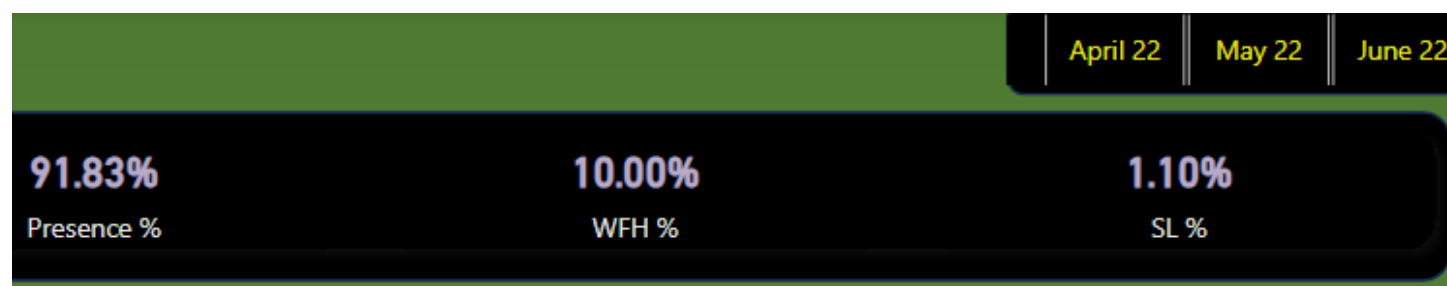 April 22 May 22 June 22
91.83% 10.00% 1.10%
Presence % WFH % SL %